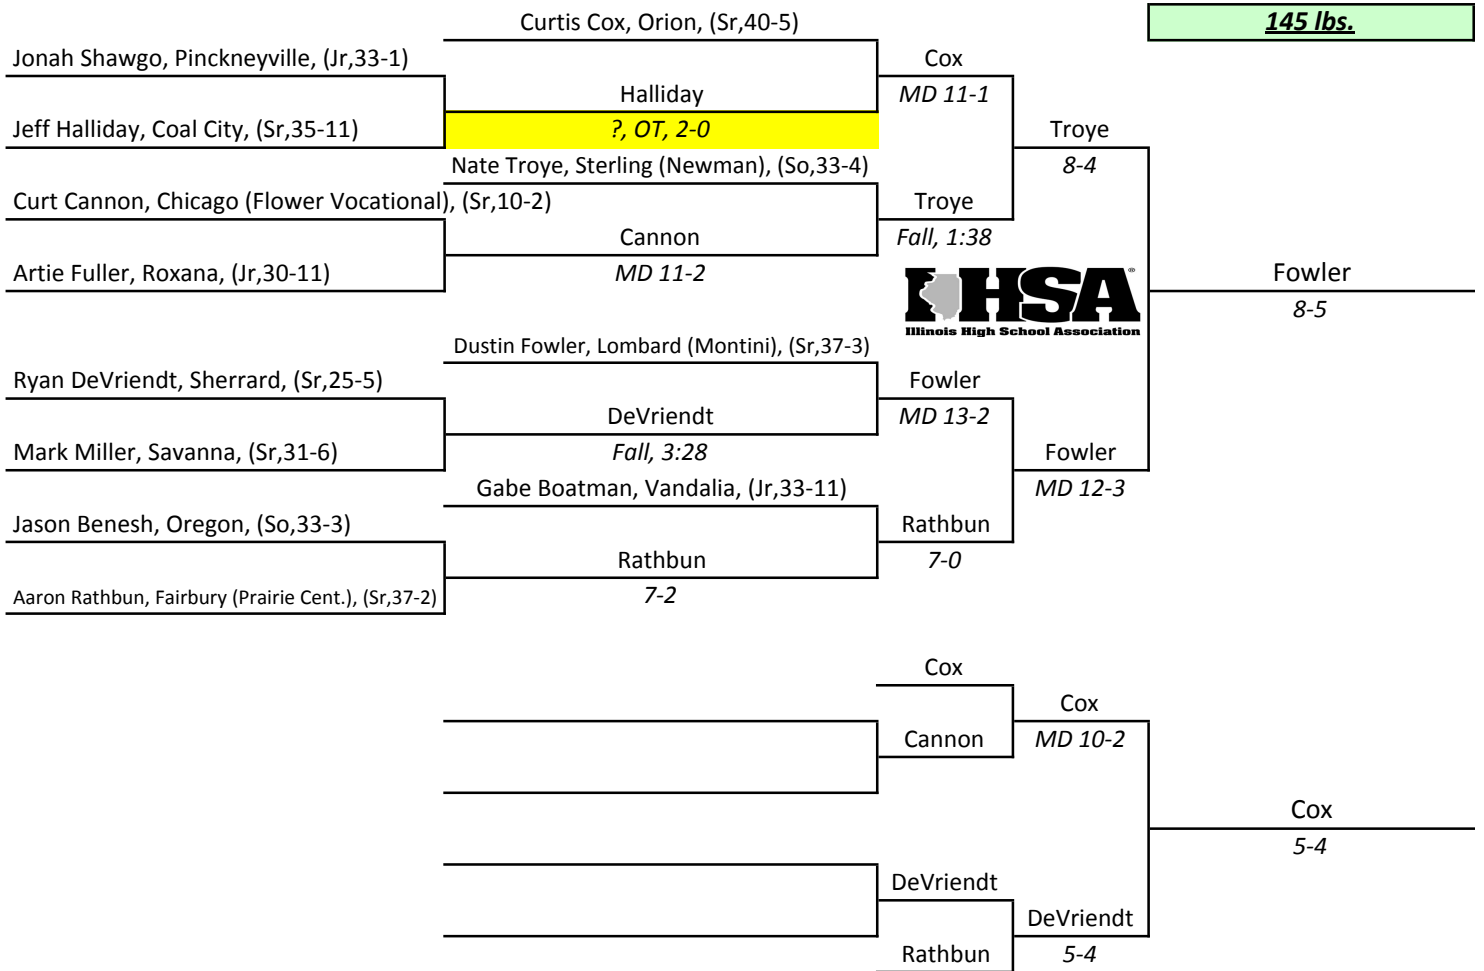 Curtis Cox, Orion, (Sr,40-5)
145 lbs.
Jonah Shawgo, Pinckneyville, (Jr,33-1)
Cox
Halliday
MD 11-1
Jeff Halliday, Coal City, (Sr,35-11)
?, OT, 2-0
Troye
Nate Troye, Sterling (Newman), (So,33-4)
8-4
Curt Cannon, Chicago (Flower Vocational), (Sr,10-2)
Troye
Cannon
Fall, 1:38
Artie Fuller, Roxana, (Jr,30-11)
MD 11-2
IHSA®
Illinois High School Association
Fowler
8-5
Dustin Fowler, Lombard (Montini), (Sr,37-3)
Ryan DeVriendt, Sherrard, (Sr,25-5)
Fowler
DeVriendt
MD 13-2
Mark Miller, Savanna, (Sr,31-6)
Fall, 3:28
Fowler
Gabe Boatman, Vandalia, (Jr,33-11)
MD 12-3
Jason Benesh, Oregon, (So,33-3)
Rathbun
Rathbun
7-0
Aaron Rathbun, Fairbury (Prairie Cent.), (Sr,37-2)
7-2
Cox
Cox
Cannon
MD 10-2
Cox
5-4
DeVriendt
DeVriendt
Rathbun
5-4